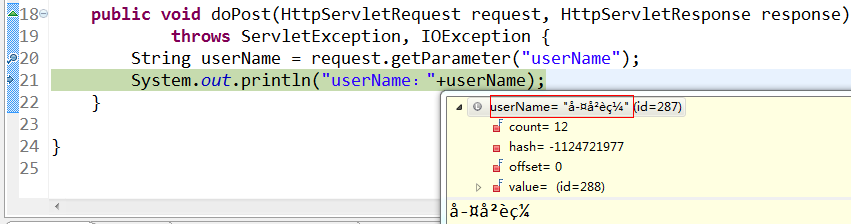 18 public void doPost(HttpServletRequest request, HttpServletResponse response)
19 throws ServletException, IOException {
20 String userName = request.getParameter("userName");
21 System.out.println("userName："+userName);
22 }
23
24 }
25
userName= "å-¤å²èç¼" (id=287)
count= 12
hash= -1124721977
offset= 0
value= (id=288)
å-¤å²èç¼